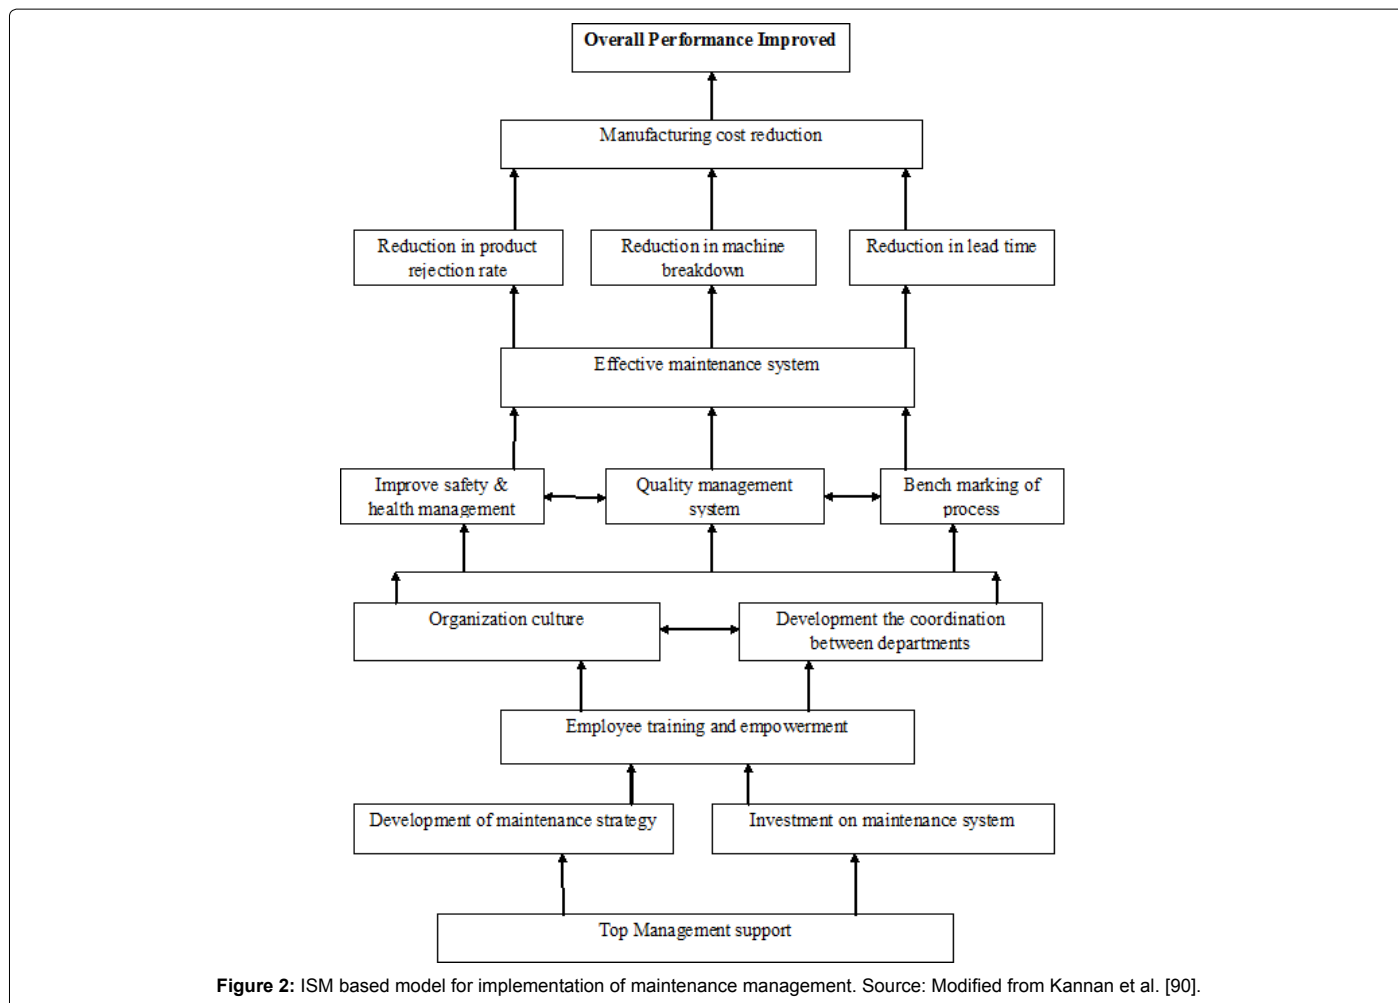 Overall Performance Improved
Manufacturing cost reduction
Reduction in product
rejection rate
Reduction in machine
breakdown
Reduction in lead time
Effective maintenance system
Improve safety &
health management
Quality management
system
Bench marking of
process
Organization culture
Development the coordination
between departments
Employee training and empowerment
Development of maintenance strategy
Investment on maintenance system
Top Management support
Figure 2: ISM based model for implementation of maintenance management. Source: Modified from Kannan et al. [90].